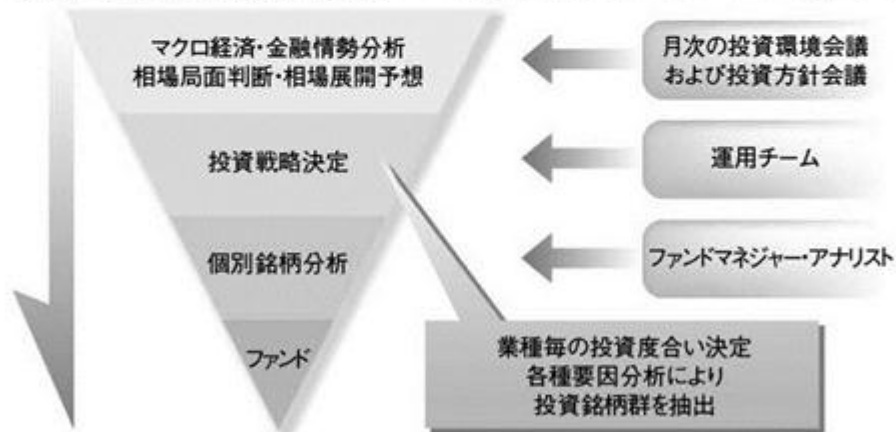 マクロ経済・金融情勢分析
相場局面判断・相場展開予想
月次の投資環境会議
および投資方針会議
投資戦略決定
運用チーム
個別銘柄分析
ファンドマネジャー・アナリスト
ファンド
業種毎の投資度合い決定
各種要因分析により
投資銘柄群を抽出